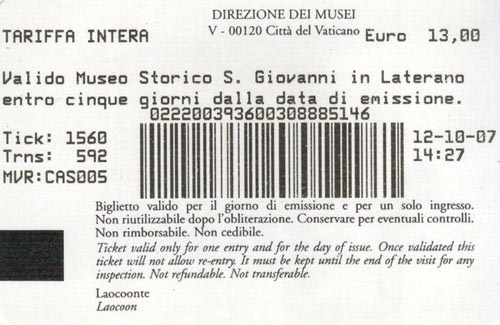 DIREZIONE DEI MUSEI
TARIFFA INTERA V - 00120 Città del Vaticano Euro 13,00
Valido Museo Storico S. Giovanni in Laterano
entro cinque giorni dalla data di emissione.
0222003936003088851​46
Tick: 1560 12-10-07
Trns: 592 14:27
MVR:CAS005
Biglietto valido per il giorno di emissione e per un solo ingresso.
Non riutilizzabile dopo l'obliterazione. Conservare per eventuali controlli.
Non rimborsabile. Non cedibile.
Ticket valid only for one entry and for the day of issue. Once validated this
ticket will not allow re-entry. It must be kept until the end of the visit for any
inspection. Not refundable. Not transferable.
Laocoonte
Laocoon